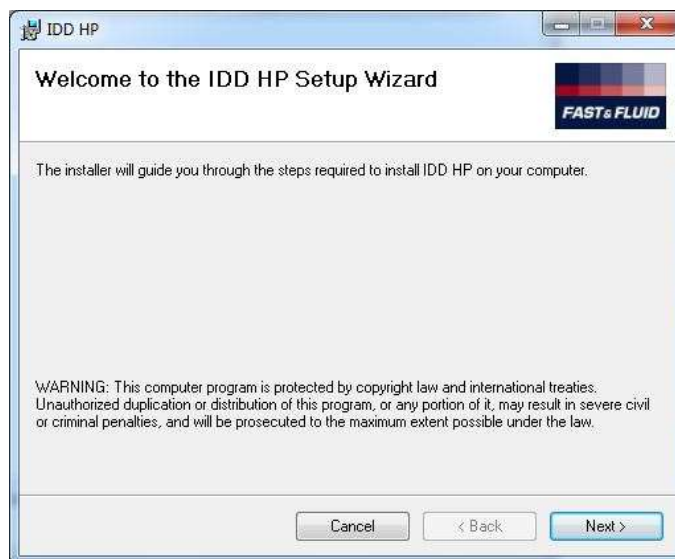 IDD HP
Welcome to the IDD HP Setup Wizard
FAST& FLUID
The installer will guide you through the steps required to install IDD HP on your computer.
WARNING: This computer program is protected by copyright law and international treaties.
Unauthorized duplication or distribution of this program, or any portion of it, may result in severe civil
or criminal penalties, and will be prosecuted to the maximum extent possible under the law.
Cancel
< Back
Next >